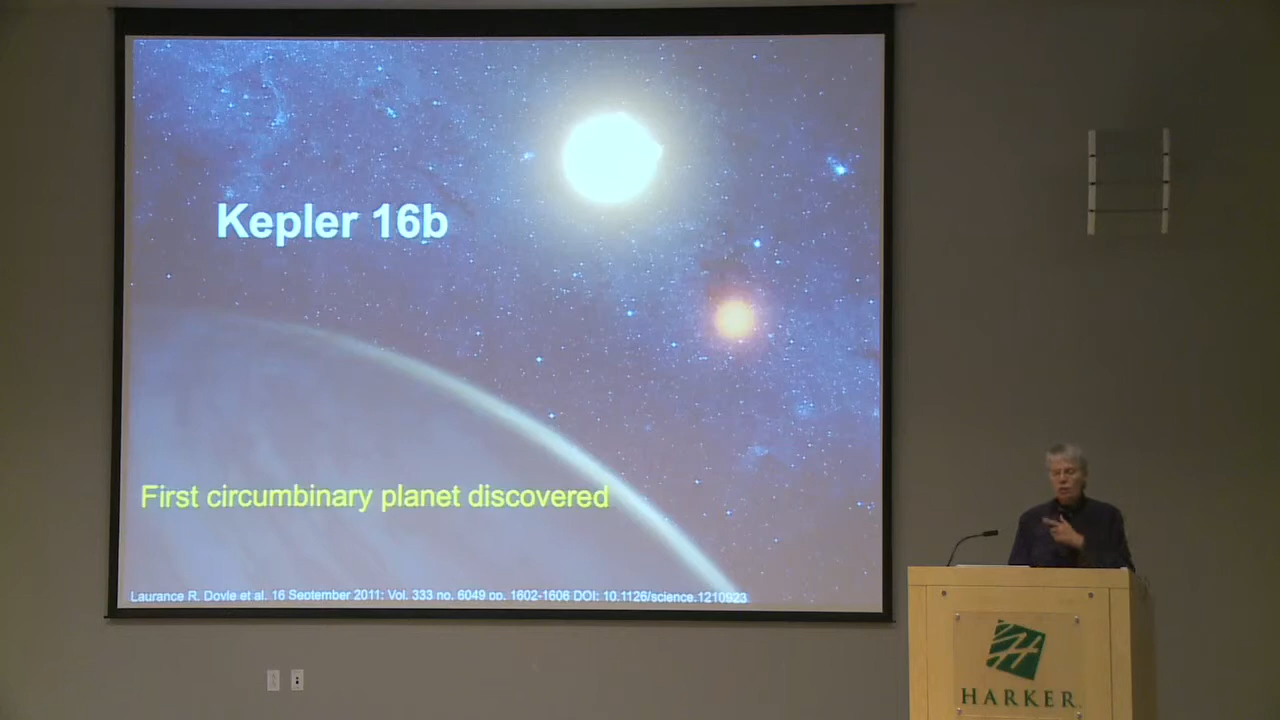 Kepler 16b
First circumbinary planet discovered
Laurance R. Doyle et al. 16 September 2011: Vol. 333 no. 6049 pp. 1602-1606 DOI: 10.1126/science.1210923
H
HARKER